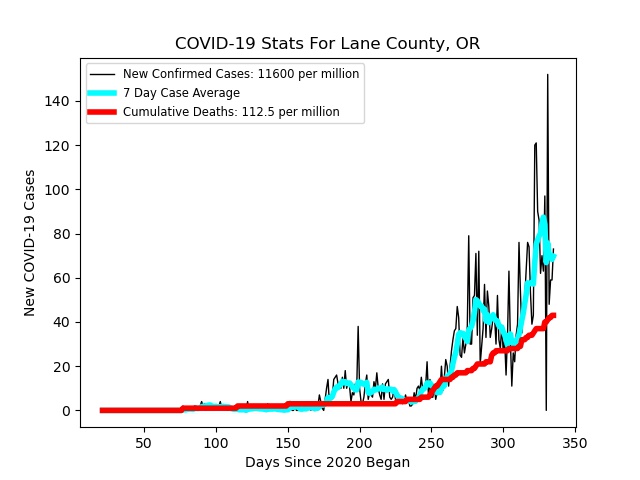 COVID-19 Stats For Lane County, OR
New Confirmed Cases: 11600 per million
7 Day Case Average
Cumulative Deaths: 112.5 per million
New COVID-19 Cases
140
120
100
80
60
40
20
0
50 100 150 200 250 300 350
Days Since 2020 Began